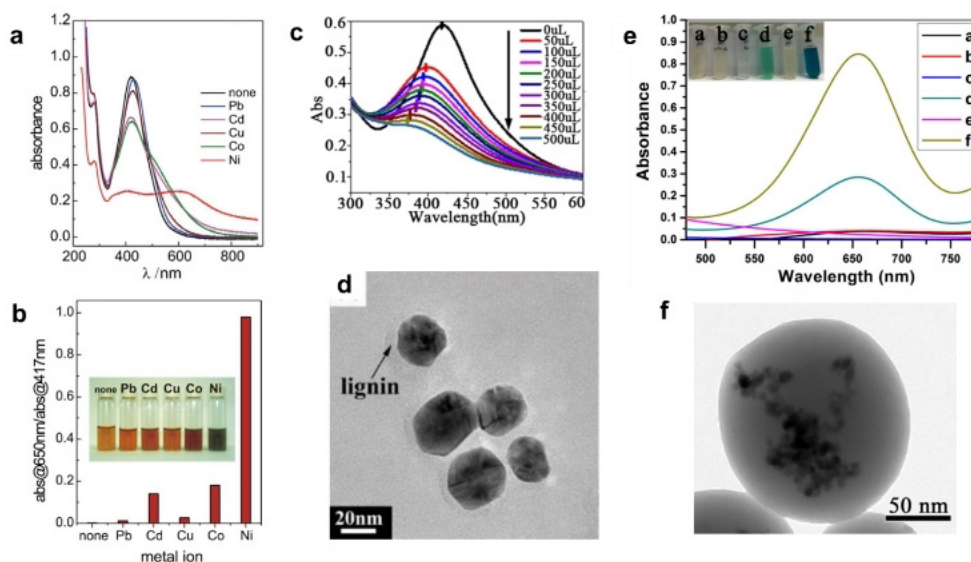 a
absorbance
1.2
1.0
0.8
0.6
0.4
0.2
0.0
200
400
600
800
λ /nm
none
Pb
Cd
Cu
Co
Ni
b
abs@650nm/abs@417nm
1.0
0.8
0.6
0.4
0.2
0.0
none Pb Cd Cu Co Ni
none Pb Cd Cu Co Ni
metal ion
c
Abs
0.6
0.5
0.4
0.3
0.2
0.1
300 350 400 450 500 550 60
Wavelength(nm)
0uL
50uL
100uL
150uL
200uL
250uL
300uL
350uL
400uL
450uL
500uL
d
lignin
20nm
e
Absorbance
1.0
0.9
0.8
0.7
0.6
0.5
0.4
0.3
0.2
0.1
0.0
a b c d e f
500 550 600 650 700 750
Wavelength (nm)
a
b
c
d
e
f
f
50 nm